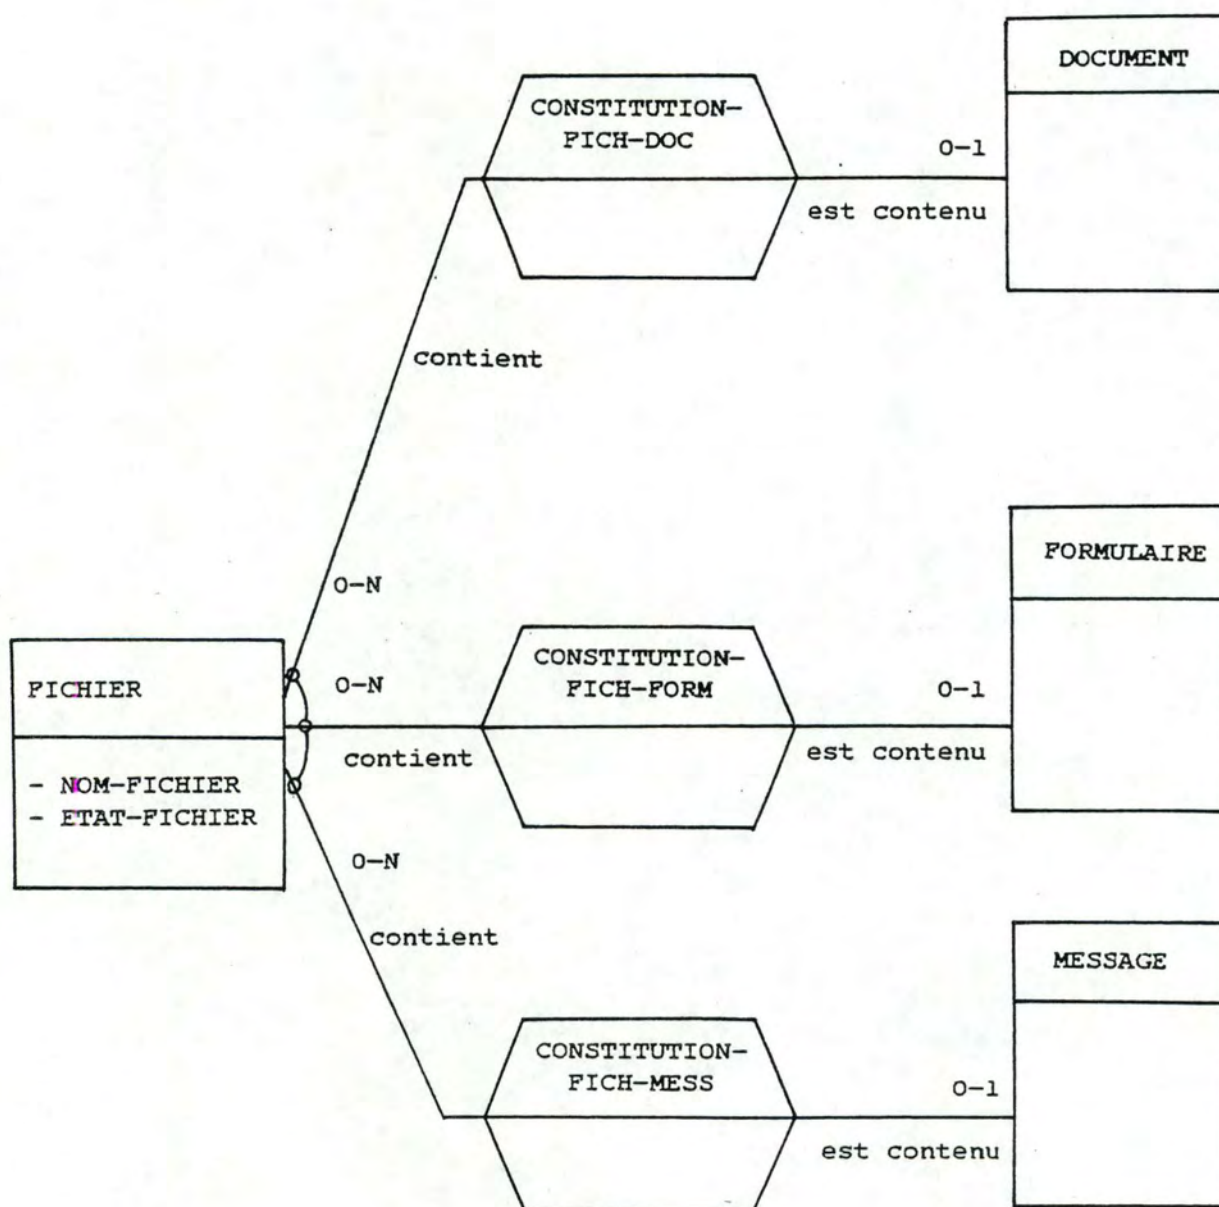 DOCUMENT
CONSTITUTION-
FICH-DOC
0-1
est contenu
contient
0-N
FORMULAIRE
CONSTITUTION-
FICH-FORM
0-N
0-1
FICHIER
contient
est contenu
- NOM-FICHIER
- ETAT-FICHIER
0-N
contient
MESSAGE
CONSTITUTION-
FICH-MESS
0-1
est contenu